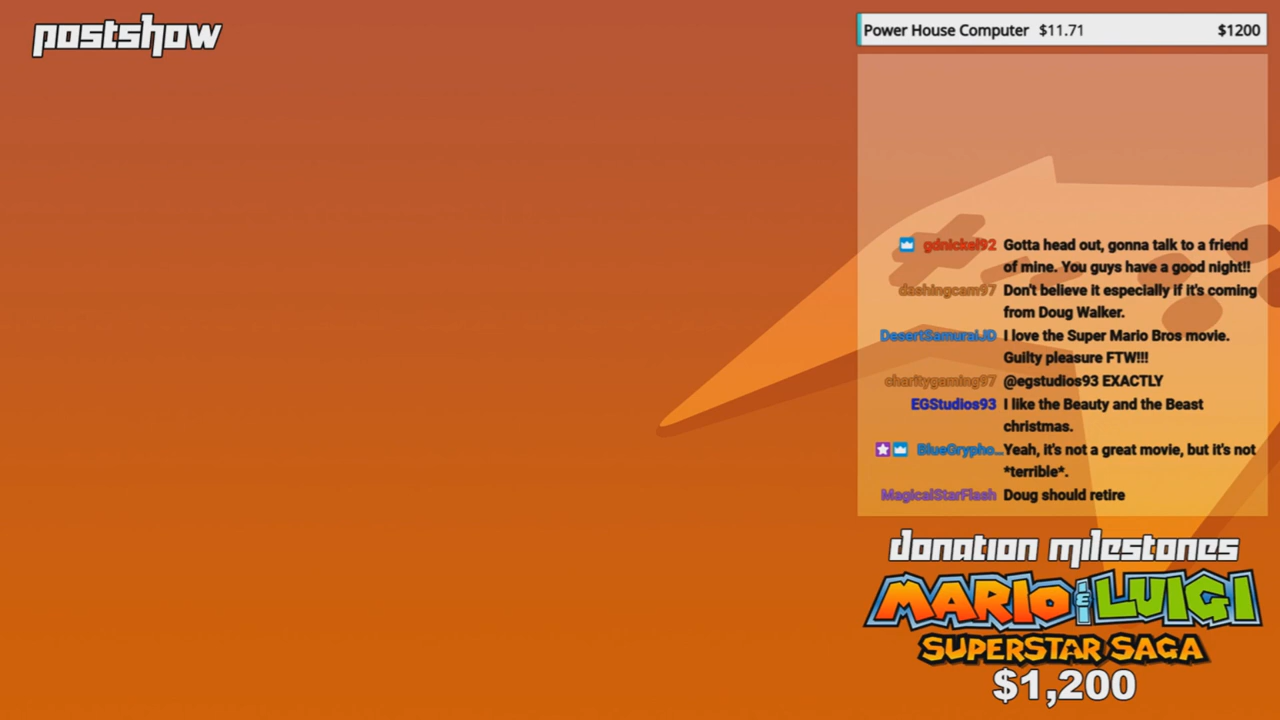 postshow
Power House Computer $11.71 $1200
gdnickel92 Gotta head out, gonna talk to a friend
of mine. You guys have a good night!!
dashingcam97 Don't believe it especially if it's coming
from Doug Walker.
DesertSamuraiJD I love the Super Mario Bros movie.
Guilty pleasure FTW!!!
charitygaming97 @egstudios93 EXACTLY
EGStudios93 I like the Beauty and the Beast
christmas.
BlueGrypho... Yeah, it's not a great movie, but it's not
*terrible*.
MagicalStarFlash Doug should retire
donation milestones
MARIO & LUIGI
SUPERSTAR SAGA
$1,200